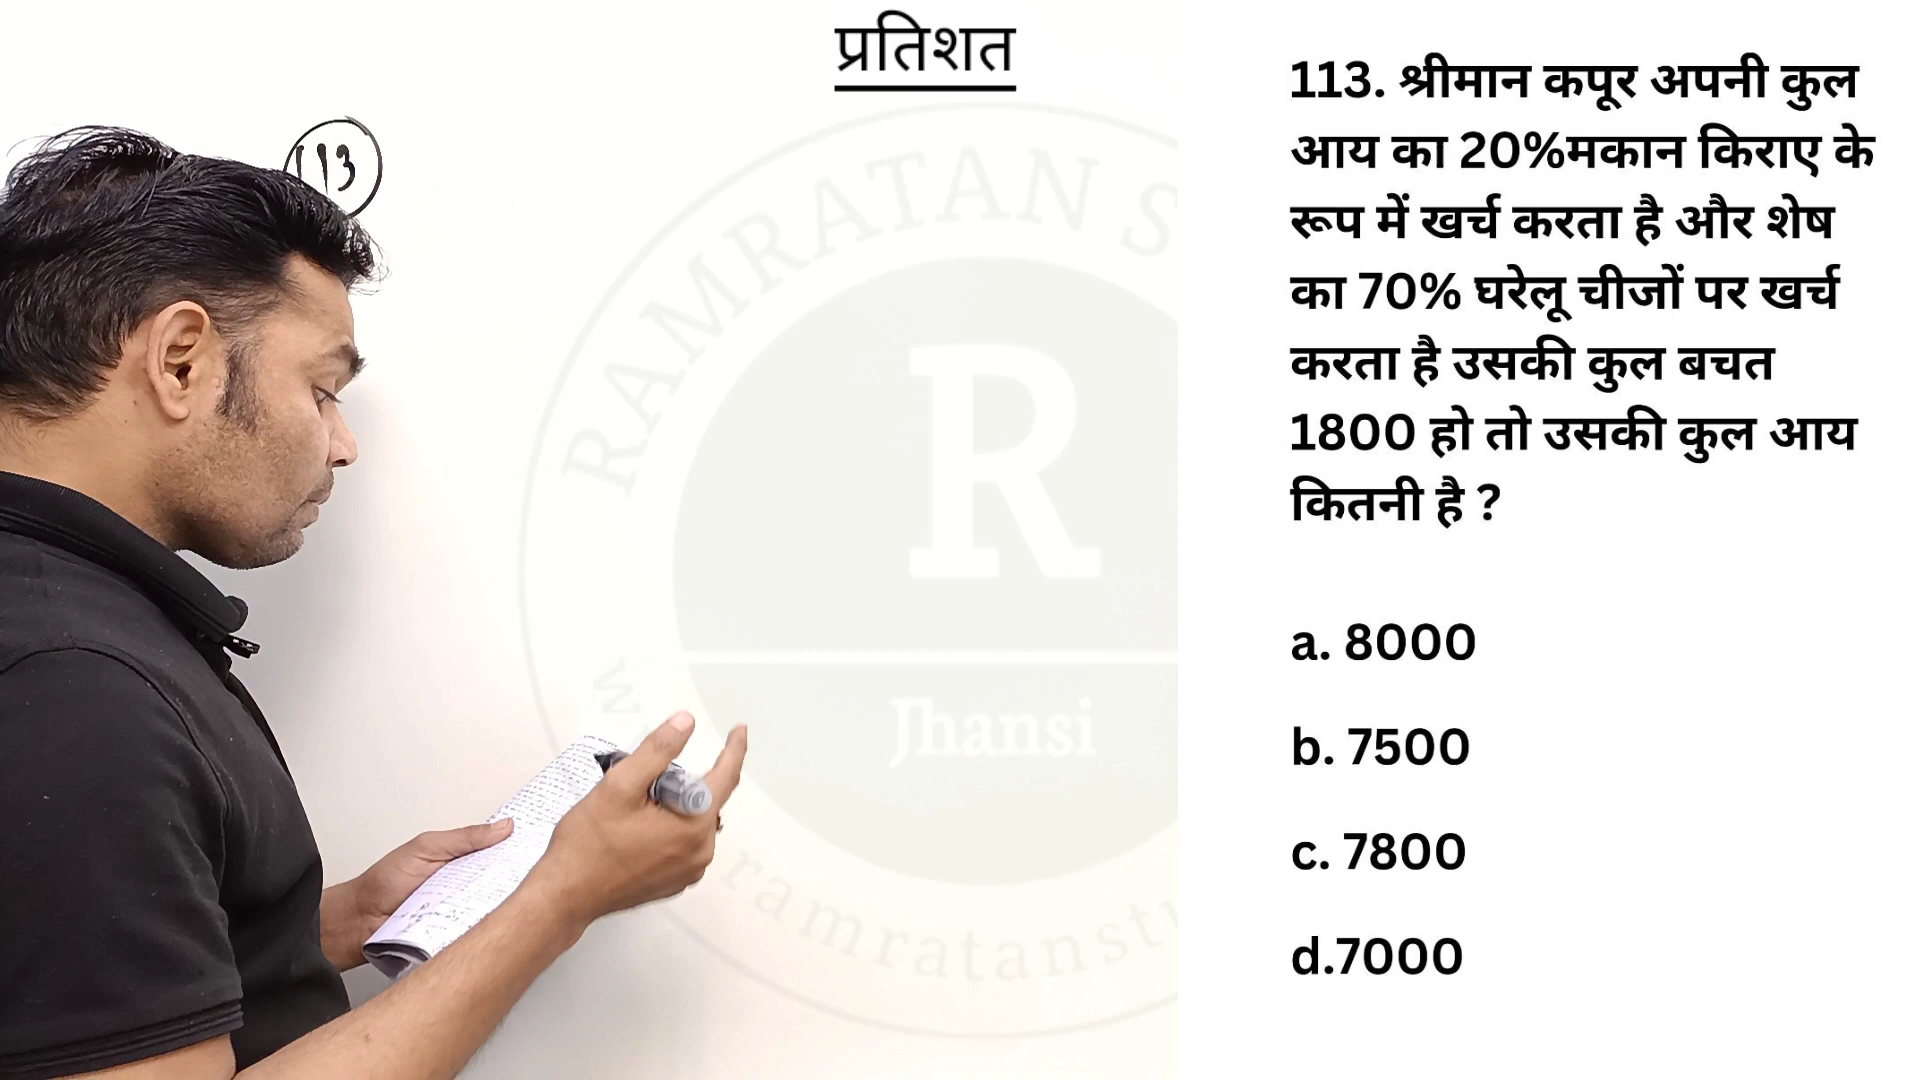 प्रतिशत
113
113. श्रीमान कपूर अपनी कुल
आय का 20%मकान किराए के
रूप में खर्च करता है और शेष
का 70% घरेलू चीजों पर खर्च
करता है उसकी कुल बचत
1800 हो तो उसकी कुल आय
कितनी है ?
a. 8000
b. 7500
c. 7800
d.7000
RAMRATAN S
R
Jhansi
w
ramratanst